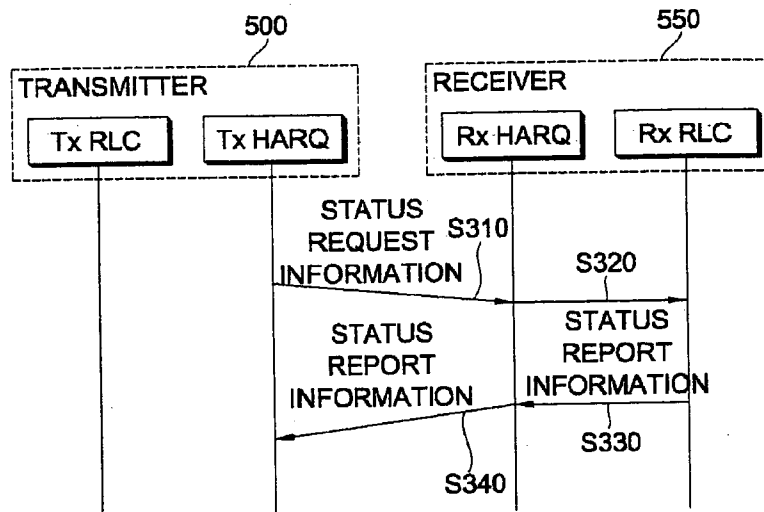 500
550
TRANSMITTER
RECEIVER
Tx RLC
Tx HARQ
Rx HARQ
Rx RLC
STATUS
REQUEST
INFORMATION
S310
S320
STATUS
REPORT
INFORMATION
STATUS
REPORT
INFORMATION
S330
S340